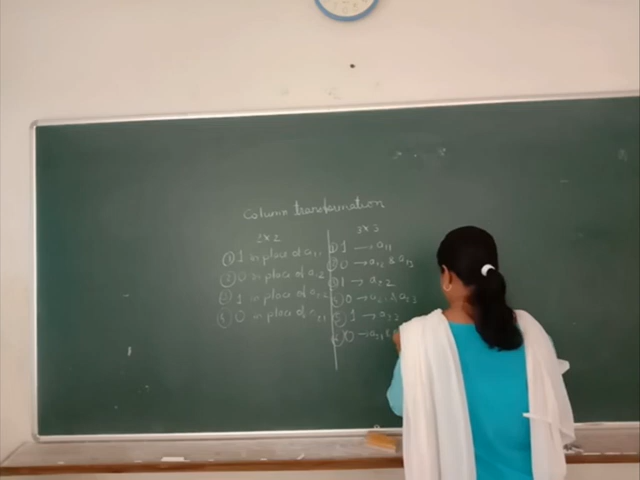 Column transformation
2×2
① 1 in place of a₁₁
② 0 in place of a₁₂
③ 1 in place of a₂₂
④ 0 in place of a₂₁
3×3
① 1 → a₁₁
② 0 → a₁₂ & a₁₃
③ 1 → a₂₂
④ 0 → a₂₁ & a₂₃
⑤ 1 → a₃₃
⑥ 0 → a₃₁ &